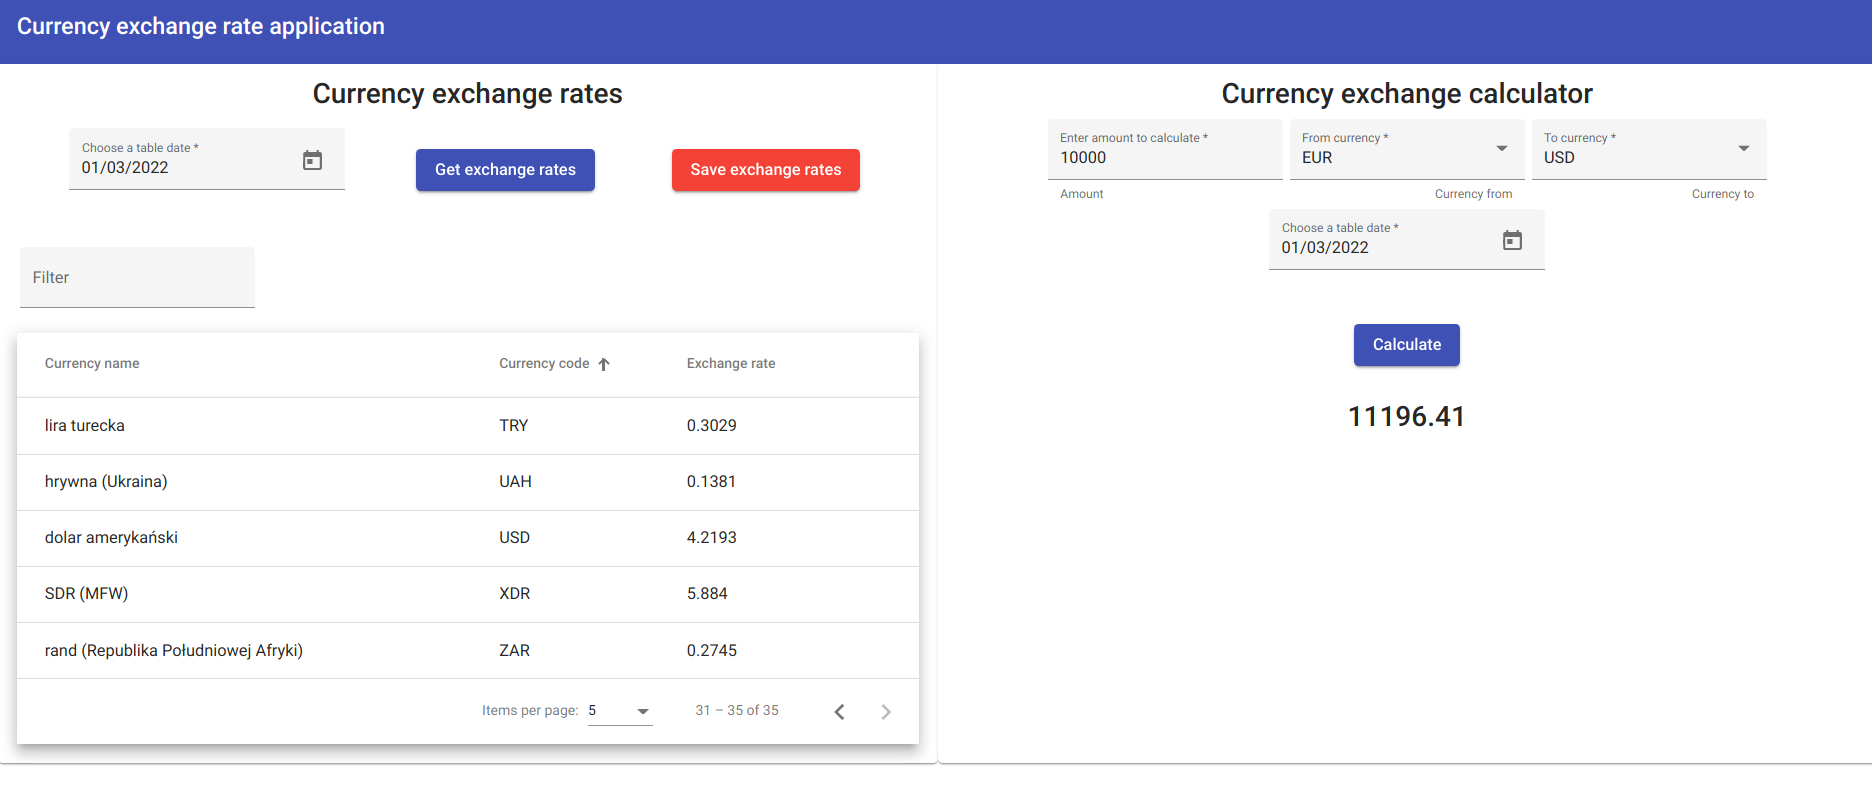 Currency exchange rate application
Currency exchange rates
Choose a table date *
01/03/2022
Get exchange rates
Save exchange rates
Filter
Currency name Currency code Exchange rate
lira turecka TRY 0.3029
hrywna (Ukraina) UAH 0.1381
dolar amerykański USD 4.2193
SDR (MFW) XDR 5.884
rand (Republika Południowej Afryki) ZAR 0.2745
Items per page: 5 31 – 35 of 35
Currency exchange calculator
Enter amount to calculate * From currency * To currency *
10000 EUR USD
Amount Currency from Currency to
Choose a table date *
01/03/2022
Calculate
11196.41